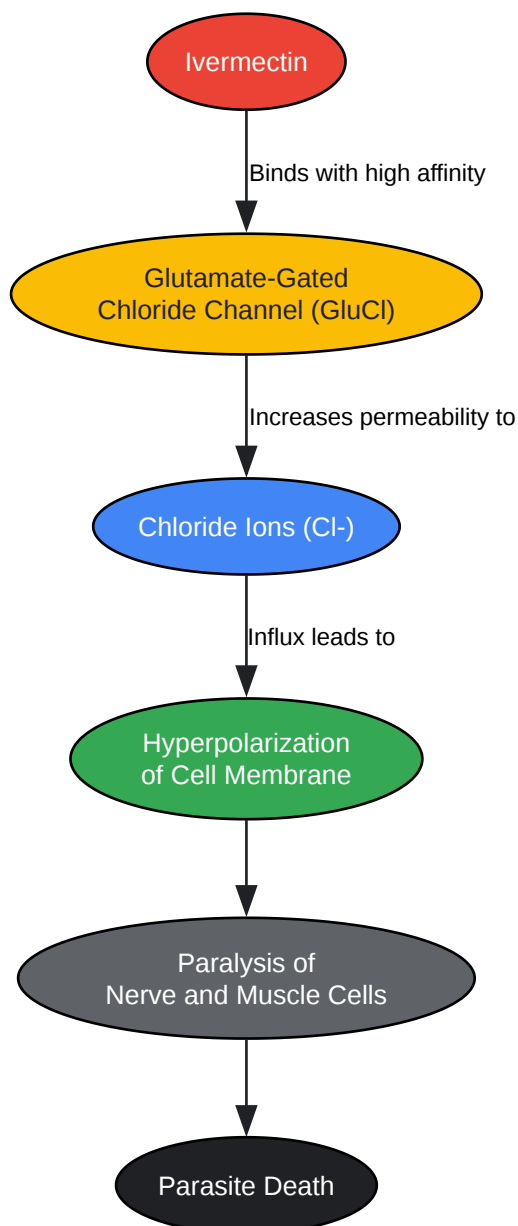 Ivermectin
Binds with high affinity
Glutamate-Gated
Chloride Channel (GluCl)
Increases permeability to
Chloride Ions (Cl-)
Influx leads to
Hyperpolarization
of Cell Membrane
Paralysis of
Nerve and Muscle Cells
Parasite Death